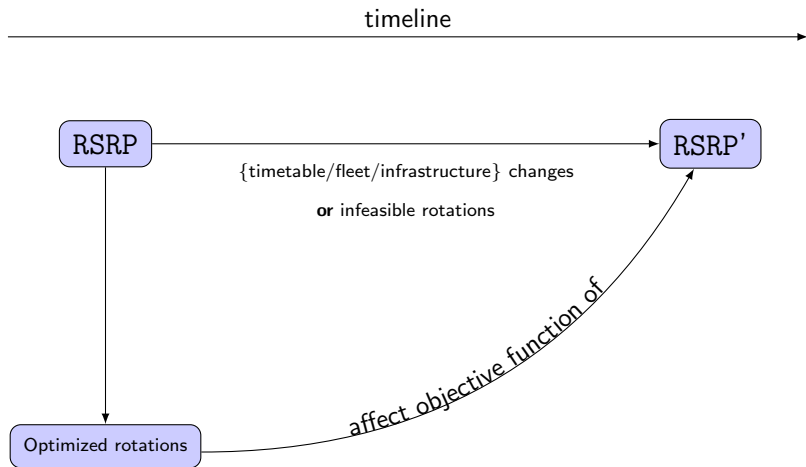 timeline
RSRP
RSRP'
{timetable/fleet/infrastructure} changes
or infeasible rotations
affect objective function of
Optimized rotations